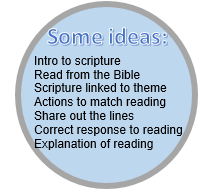 Some ideas:
Intro to scripture
Read from the Bible
Scripture linked to theme
Actions to match reading
Share out the lines
Correct response to reading
Explanation of reading